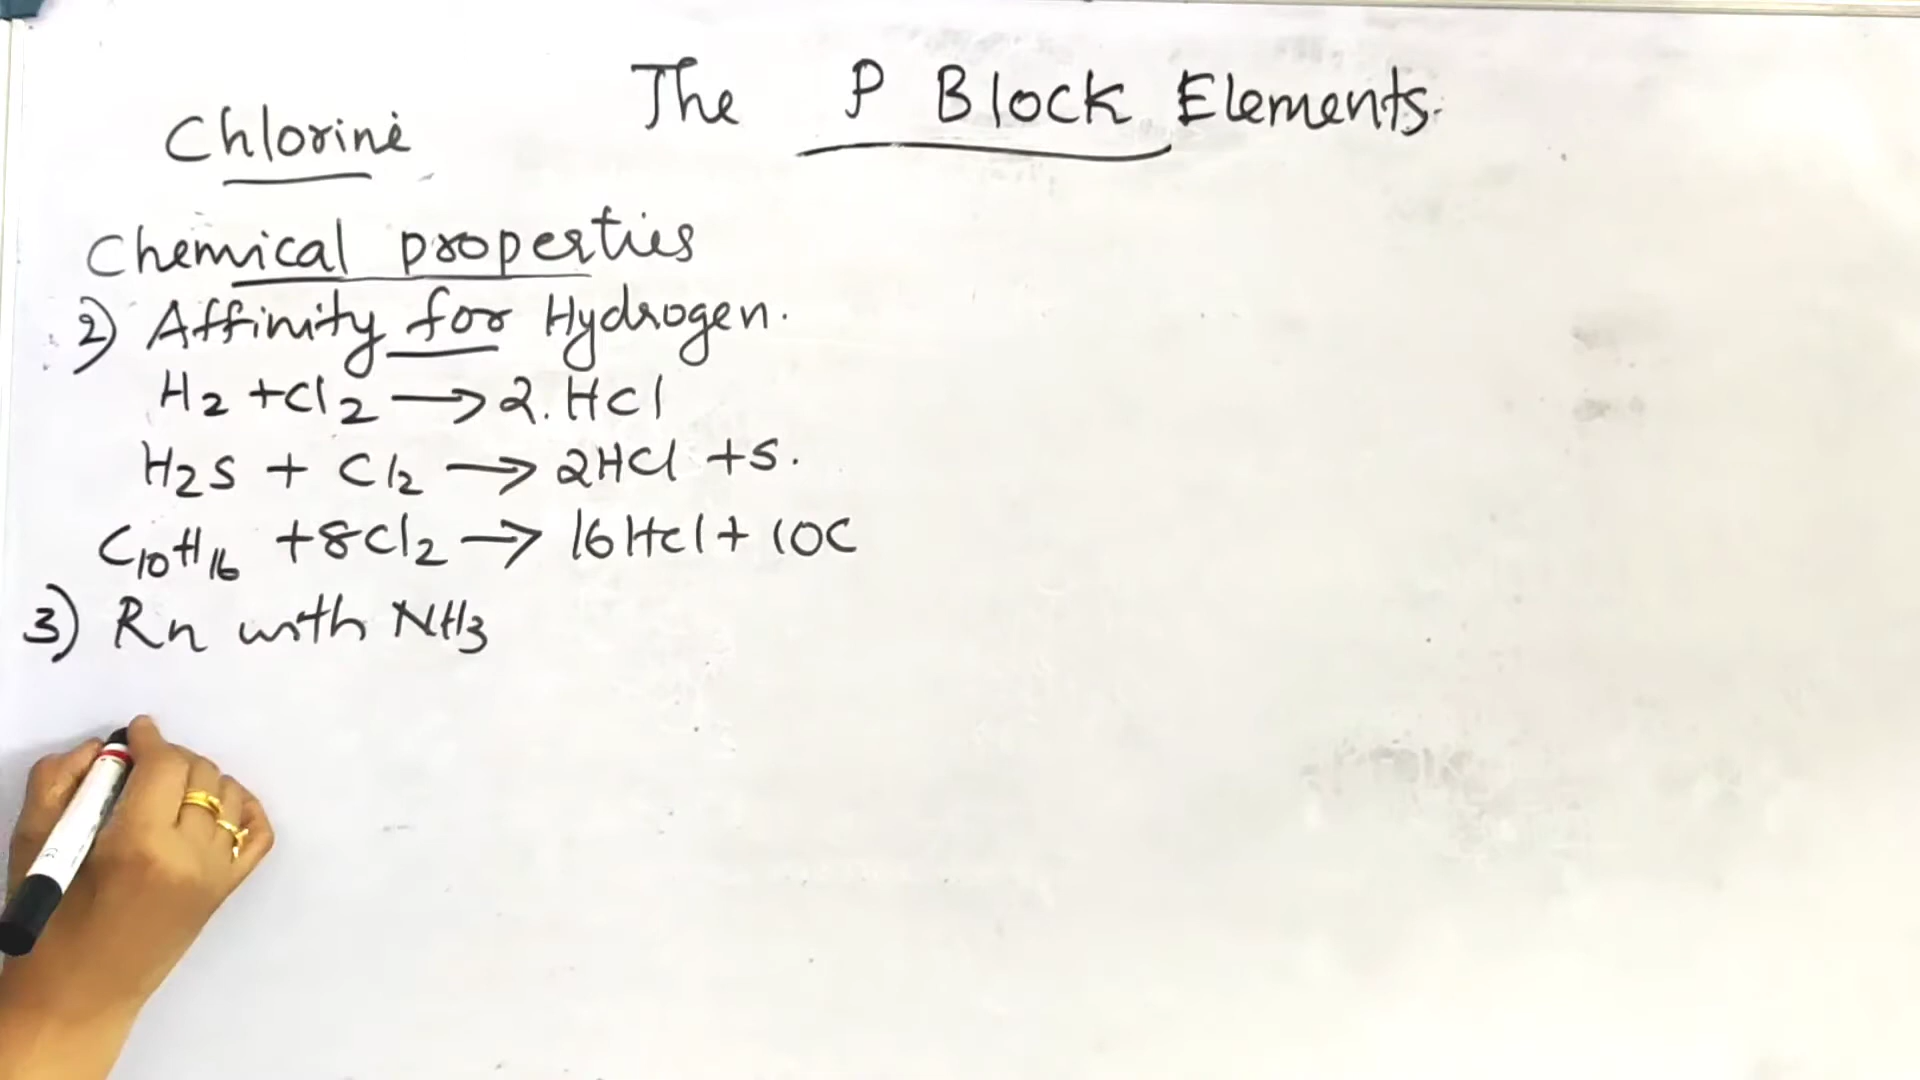 The P Block Elements.
Chlorine
Chemical properties
2) Affinity for Hydrogen.
H2 + Cl2 → 2.HCl
H2S + Cl2 → 2HCl + S.
C10H16 + 8Cl2 → 16HCl + 10C
3) Rn with NH3